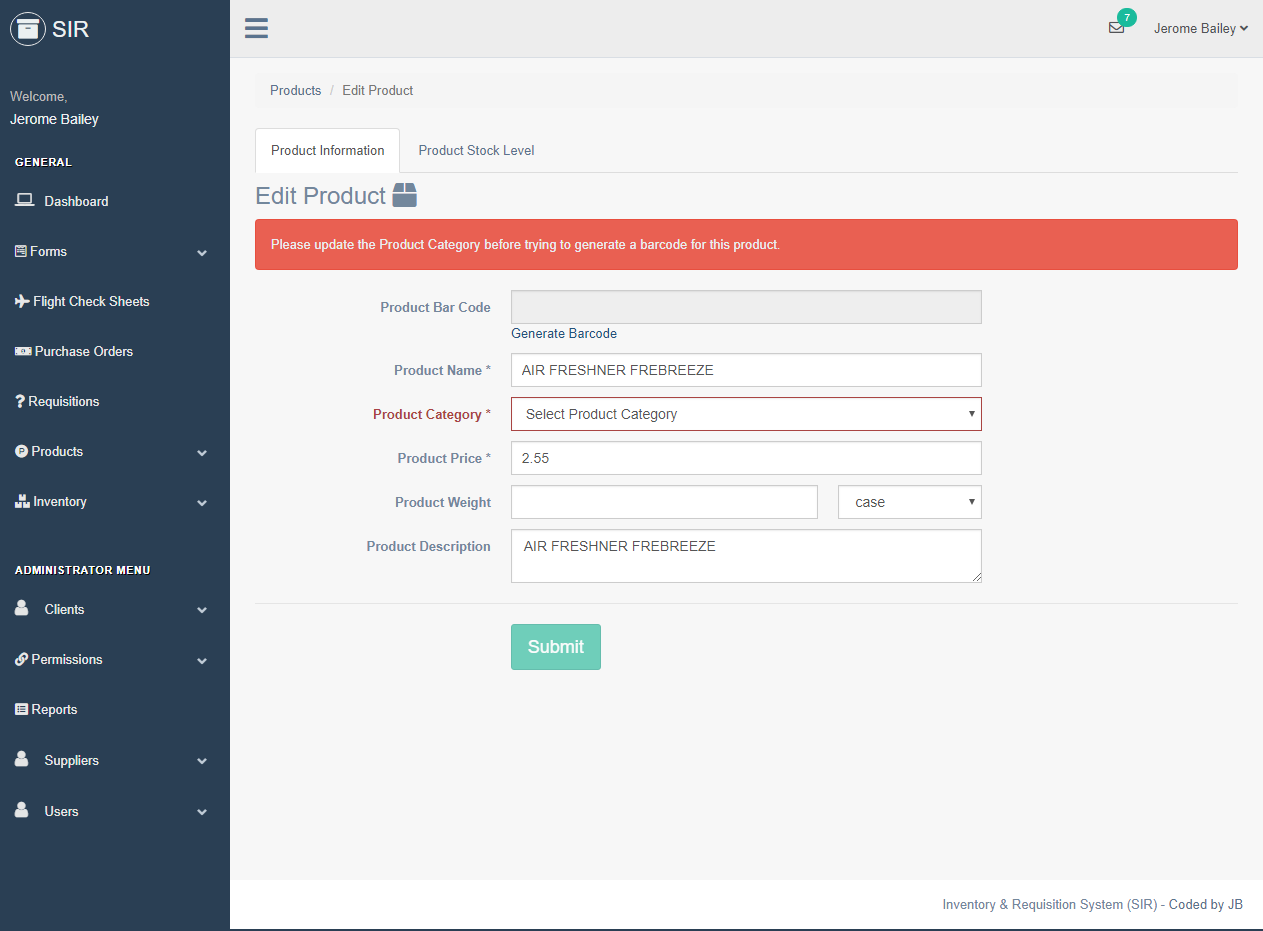 SIR
7
Jerome Bailey
Welcome,
Jerome Bailey
GENERAL
Dashboard
Forms
Flight Check Sheets
Purchase Orders
Requisitions
Products
Inventory
ADMINISTRATOR MENU
Clients
Permissions
Reports
Suppliers
Users
Products / Edit Product
Product Information
Product Stock Level
Edit Product
Please update the Product Category before trying to generate a barcode for this product.
Product Bar Code
Generate Barcode
Product Name * AIR FRESHNER FREBREEZE
Product Category * Select Product Category
Product Price * 2.55
Product Weight case
Product Description AIR FRESHNER FREBREEZE
Submit
Inventory & Requisition System (SIR) - Coded by JB